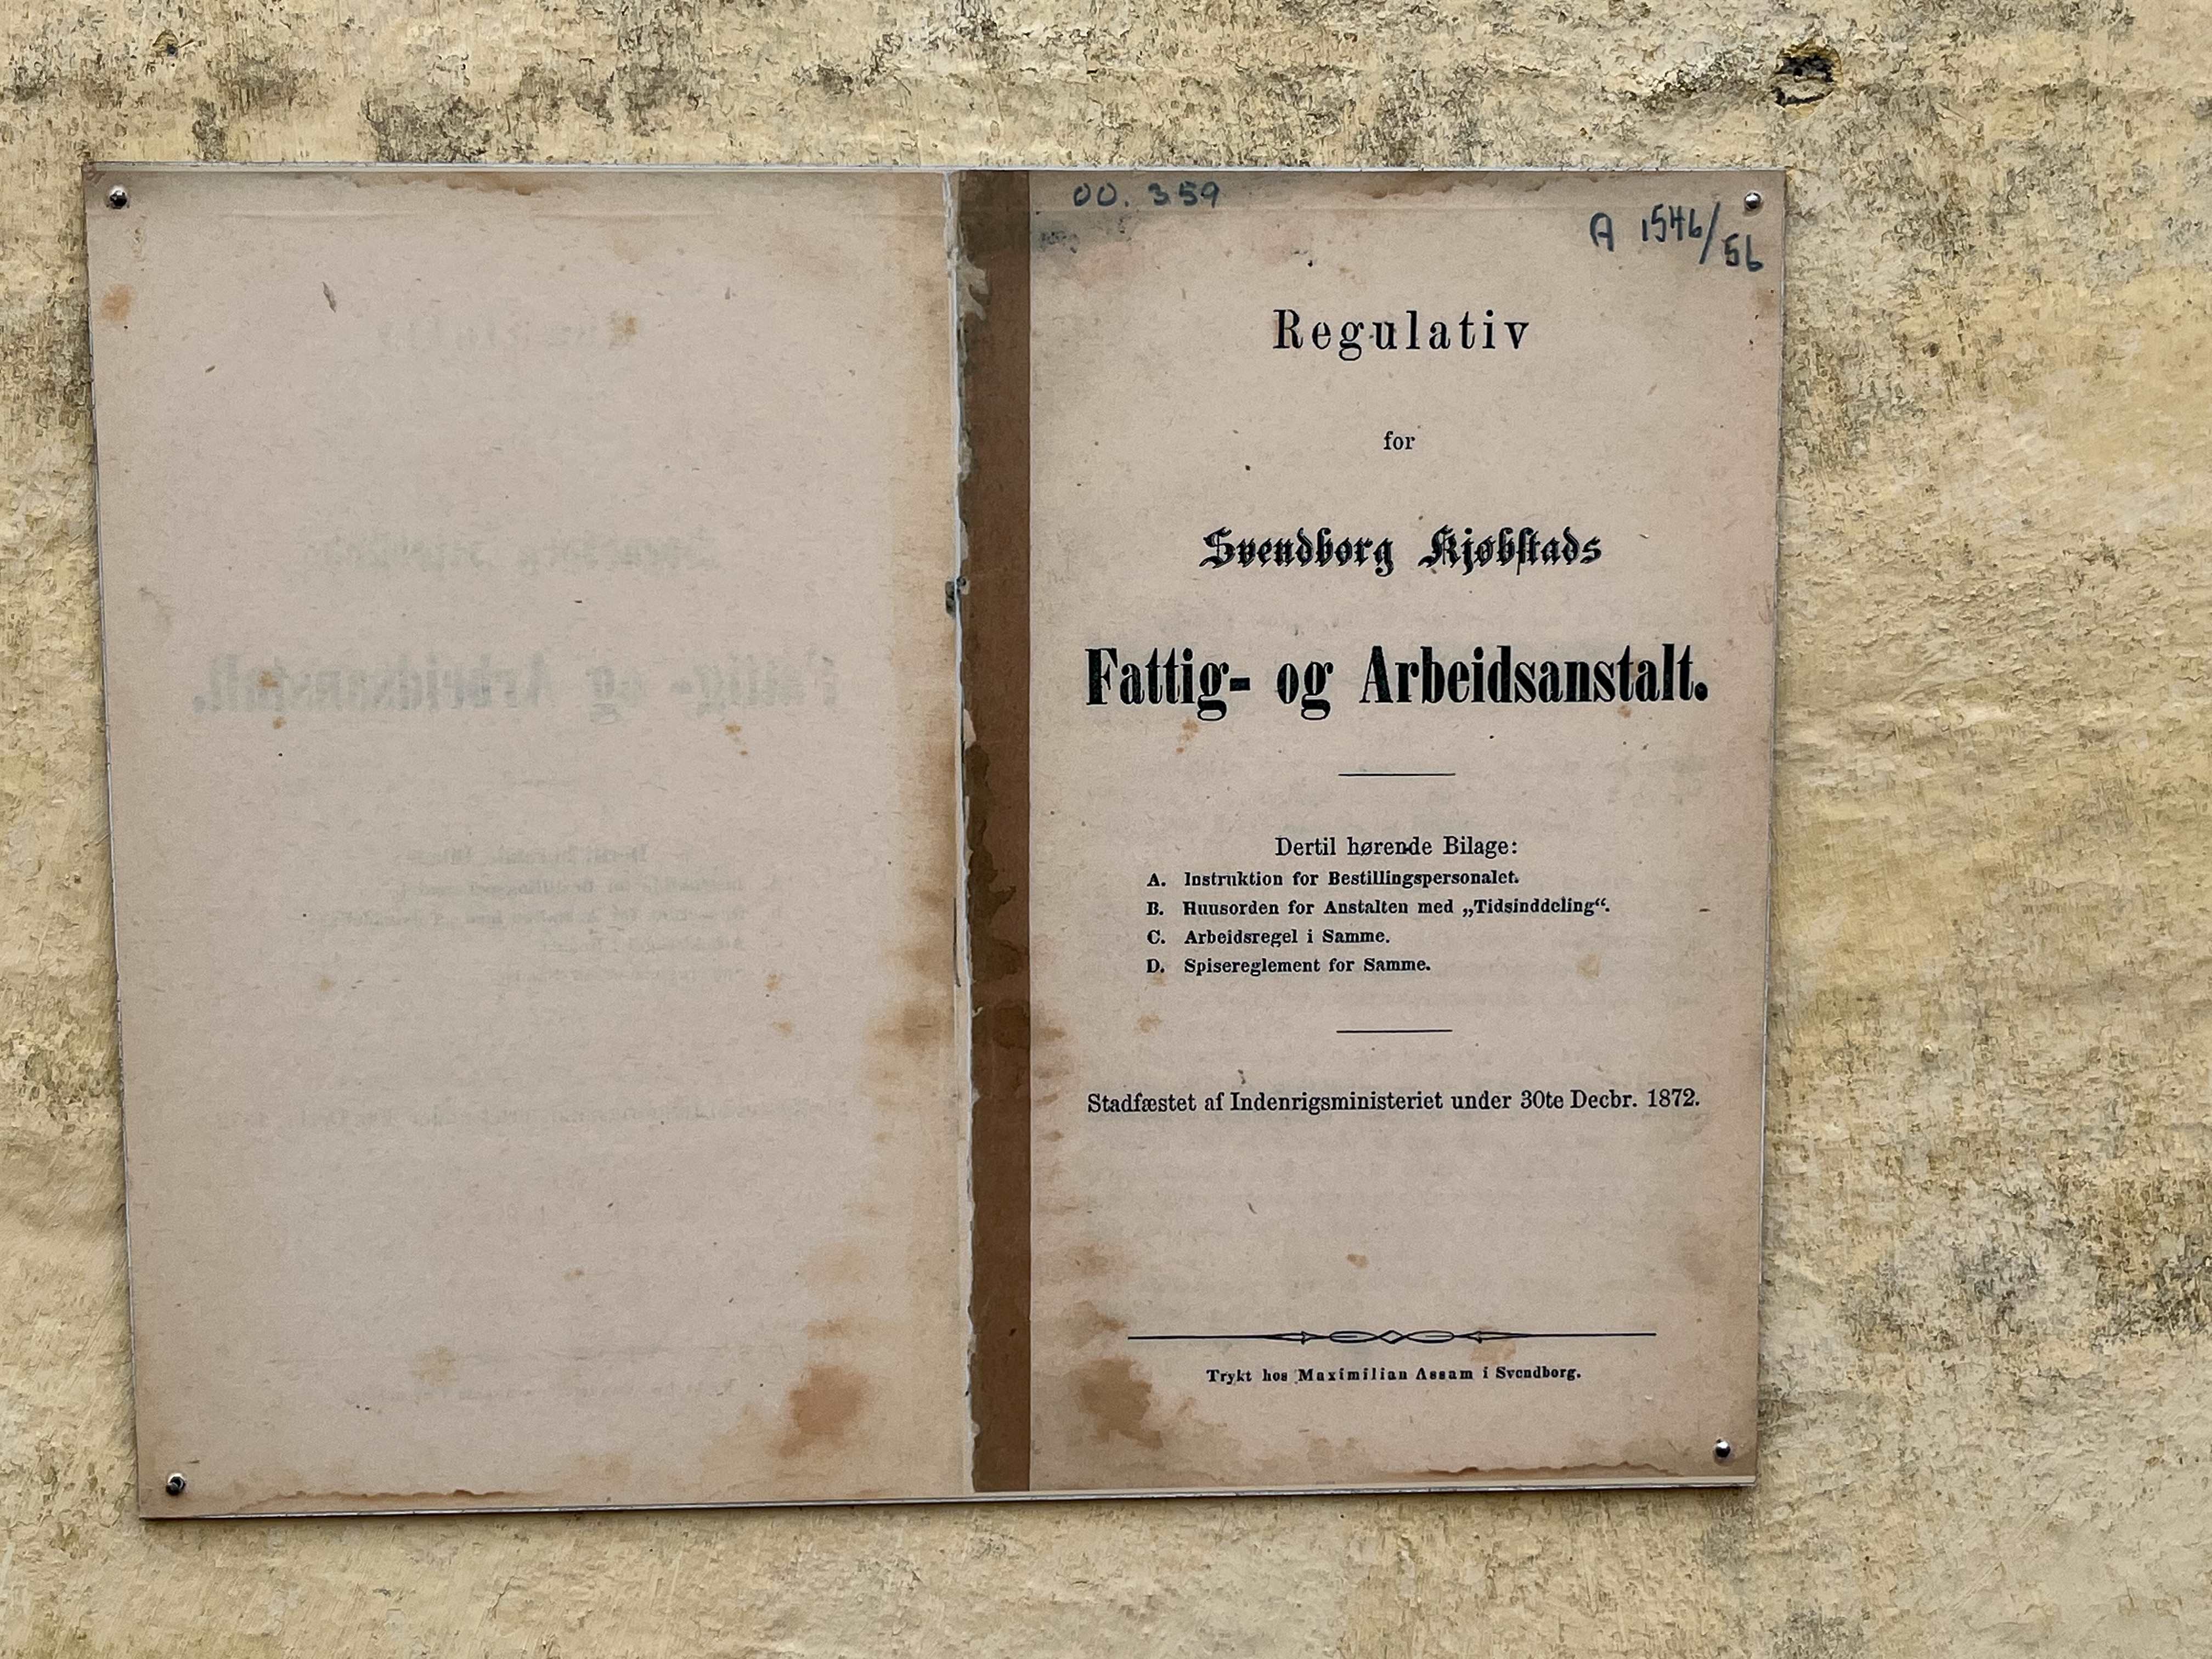 00. 359
A 1546/56
Regulativ
for
Svendborg Kjøbstads
Fattig- og Arbeidsanstalt.
Dertil hørende Bilage:
A. Instruktion for Bestillingspersonalet.
B. Huusorden for Anstalten med „Tidsinddeling“.
C. Arbeidsregel i Samme.
D. Spisereglement for Samme.
Stadfæstet af Indenrigsministeriet under 30te Decbr. 1872.
Trykt hos Maximilian Assam i Svendborg.